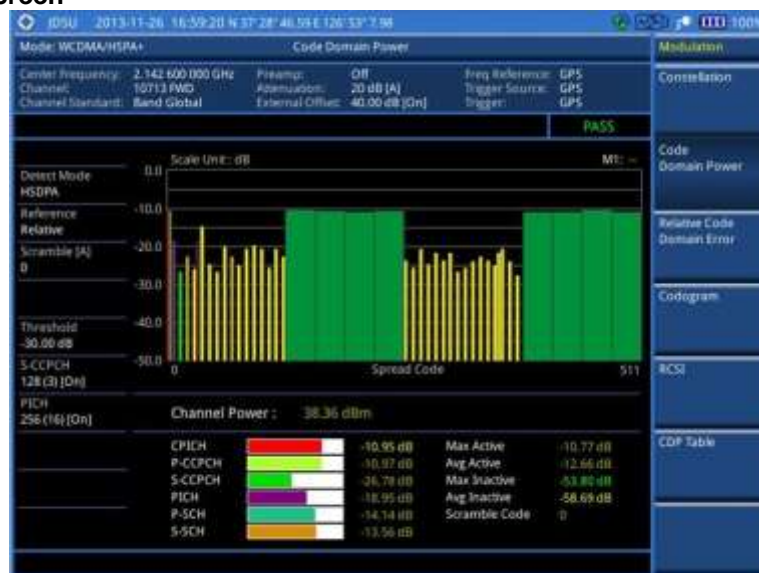 reen
JDSU 2013-11-26 16:59:20 N 37° 28' 46.59 E 126° 53' 7.98 100%
Mode: WCDMA/HSPA+ Code Domain Power Modulation
Center Frequency: 2.142 600 000 GHz Preamp: Off Freq Reference: GPS
Channel: 10713 FWD Attenuation: 20 dB [A] Trigger Source: GPS
Channel Standard: Band Global External Offset: 40.00 dB [On] Trigger: GPS
Constellation
PASS
Code
Domain Power
Scale Unit: dB M1: --
Detect Mode
HSDPA
Reference
Relative
Scramble [A]
0
Threshold
-30.00 dB
S-CCPCH
128 (3) [On]
PICH
256 (16) [On]
0.0
-10.0
-20.0
-30.0
-40.0
-50.0
0 Spread Code 511
Relative Code
Domain Error
Codogram
RCSI
CDP Table
Channel Power : 38.36 dBm
CPICH -10.95 dB Max Active -10.77 dB
P-CCPCH -10.97 dB Avg Active -12.66 dB
S-CCPCH -26.78 dB Max Inactive -53.80 dB
PICH -18.95 dB Avg Inactive -58.69 dB
P-SCH -14.14 dB Scramble Code 0
S-SCH -13.56 dB